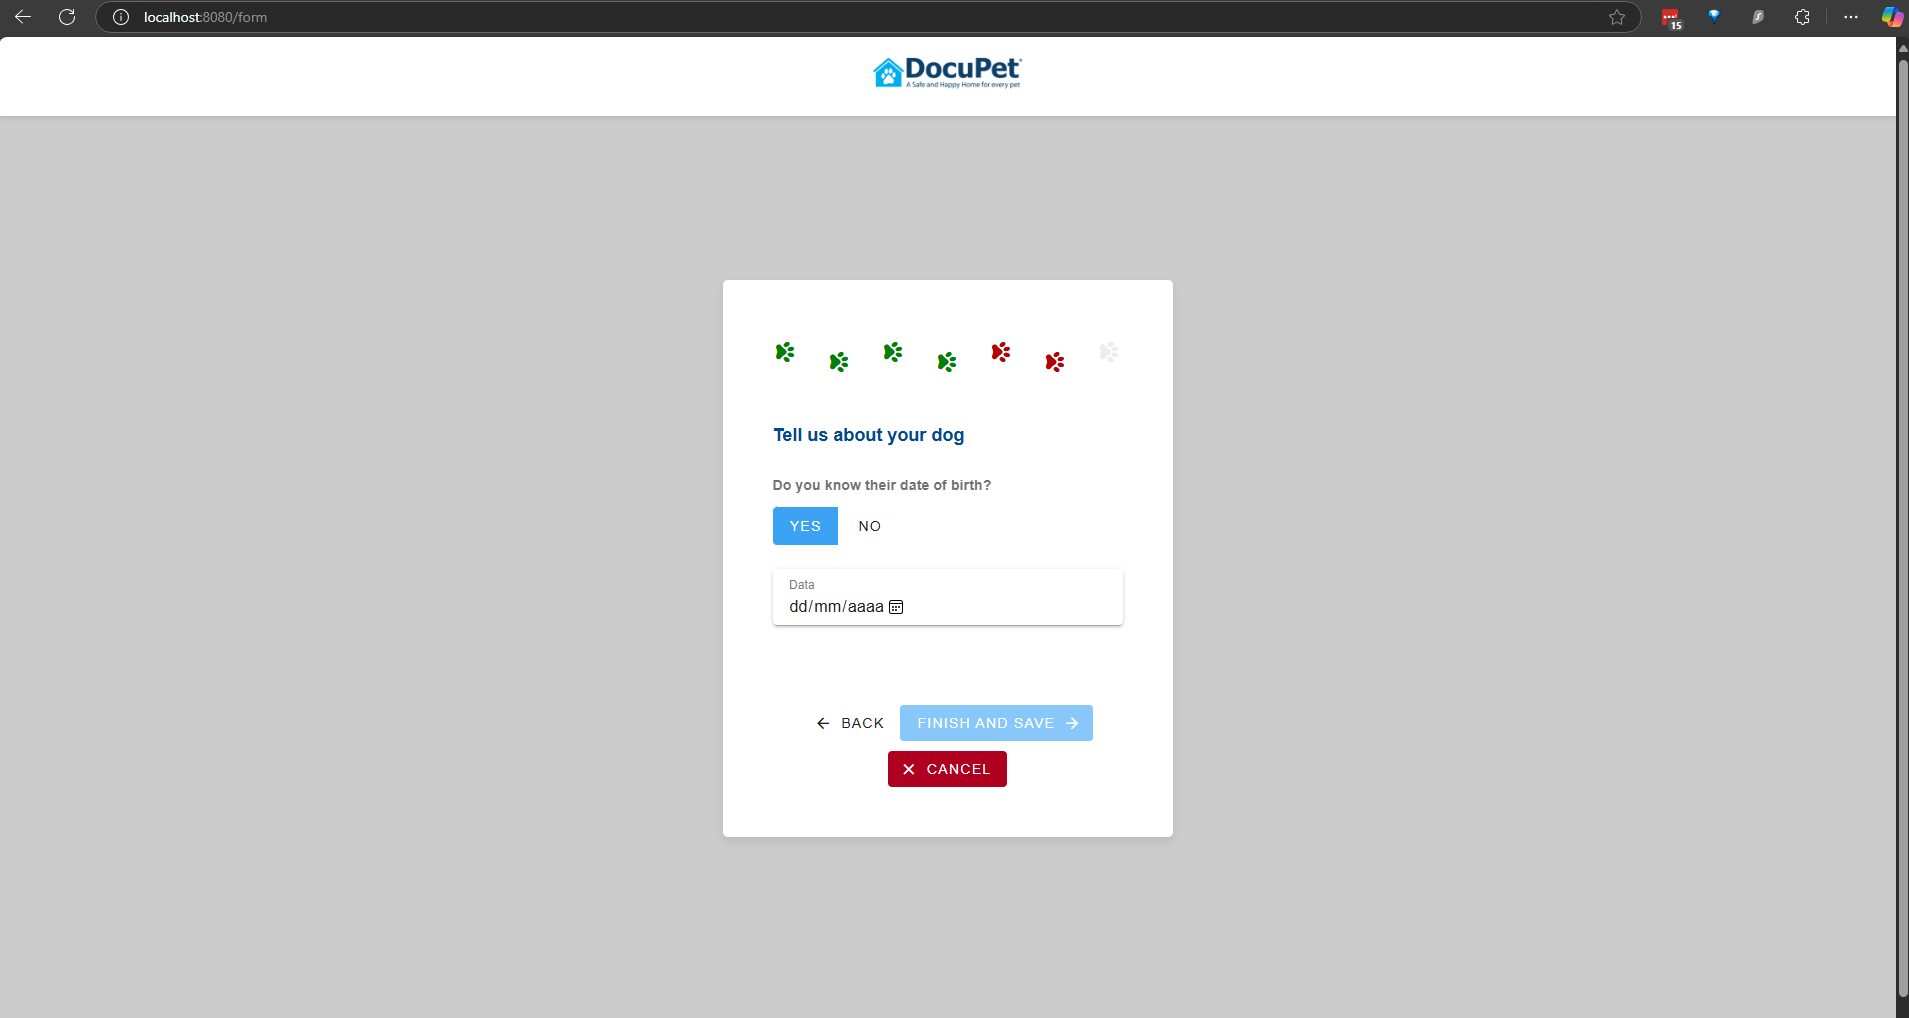 localhost:8080/form
15
DocuPet
A Safe and Happy Home for every pet
Tell us about your dog
Do you know their date of birth?
YES NO
Data
dd/mm/aaaa
BACK FINISH AND SAVE
CANCEL